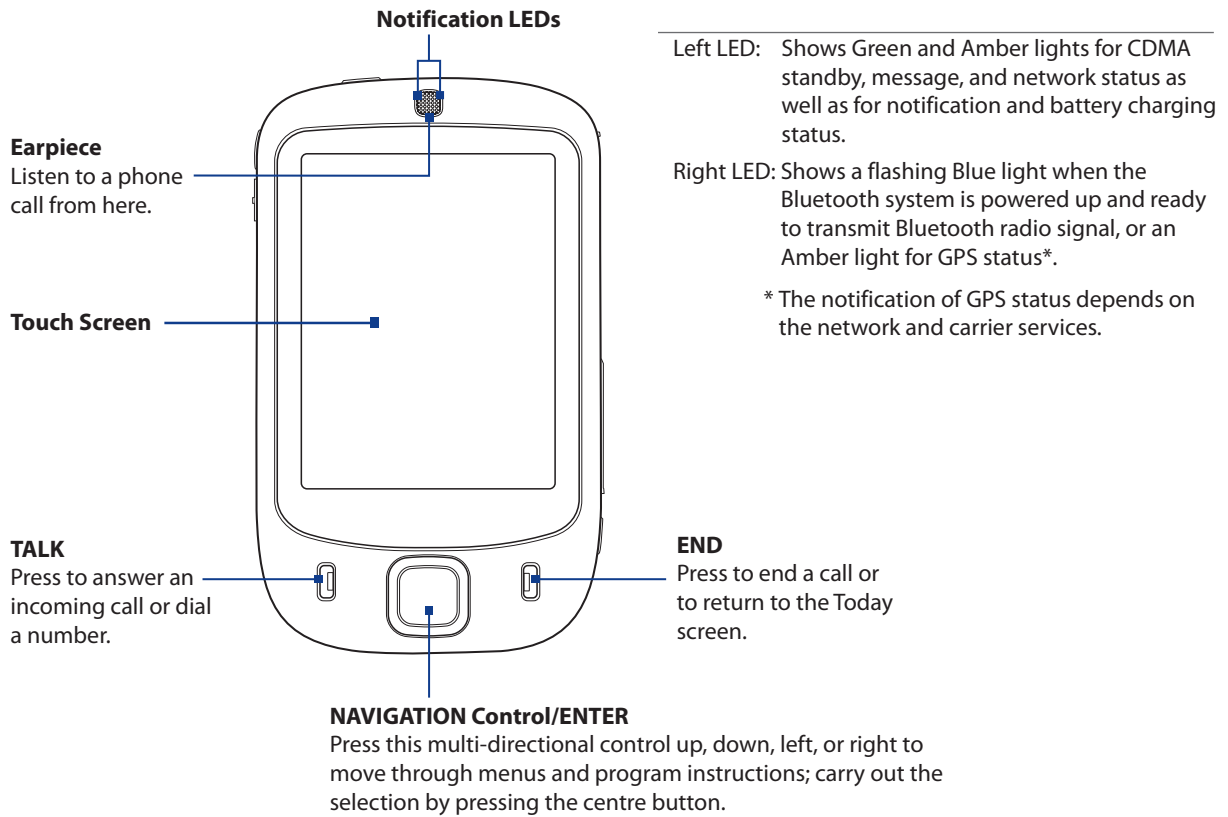 Notification LEDs
Left LED: Shows Green and Amber lights for CDMA
standby, message, and network status as
well as for notification and battery charging
status.
Right LED: Shows a flashing Blue light when the
Bluetooth system is powered up and ready
to transmit Bluetooth radio signal, or an
Amber light for GPS status*.
* The notification of GPS status depends on
the network and carrier services.
Earpiece
Listen to a phone
call from here.
Touch Screen
TALK
Press to answer an
incoming call or dial
a number.
END
Press to end a call or
to return to the Today
screen.
NAVIGATION Control/ENTER
Press this multi-directional control up, down, left, or right to
move through menus and program instructions; carry out the
selection by pressing the centre button.